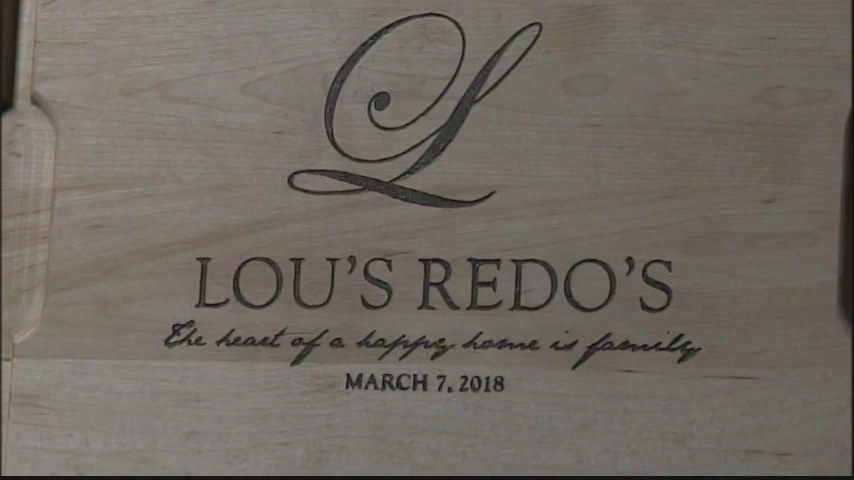 L
LOU'S REDO'S
The heart of a happy home is family
MARCH 7, 2018